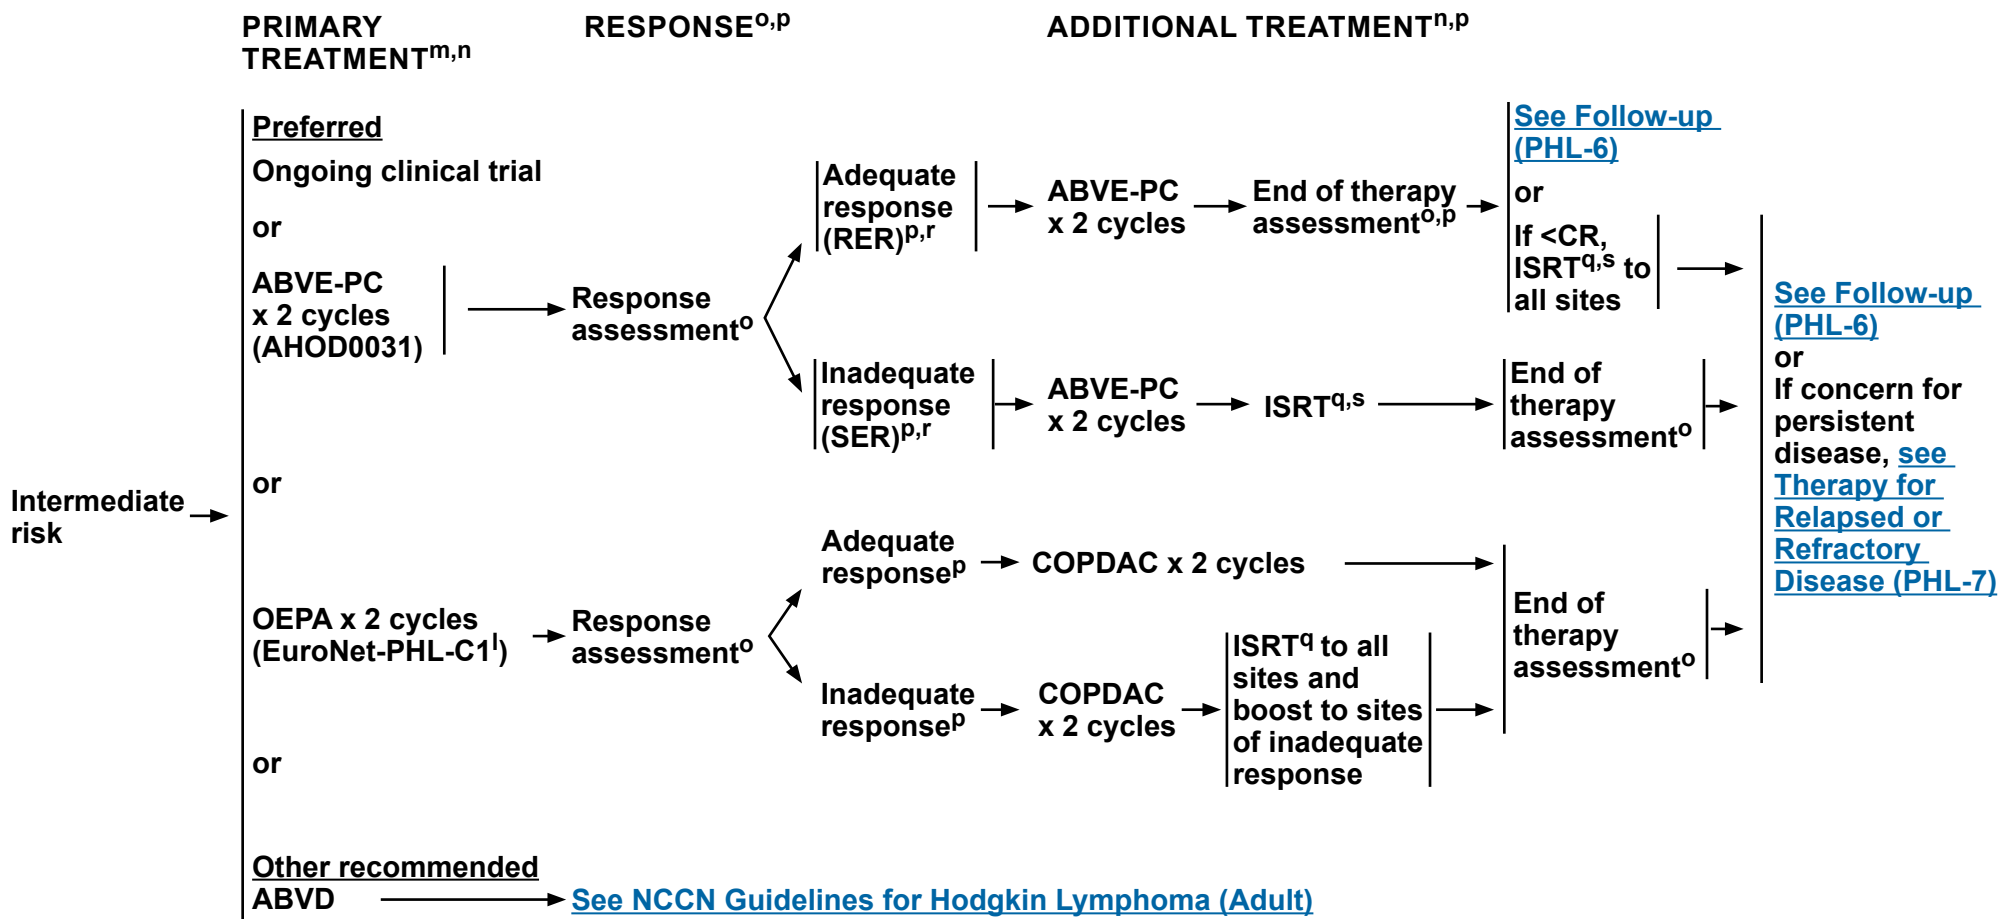 PRIMARY
TREATMENTm,n
RESPONSEo,p
ADDITIONAL TREATMENTn,p
Intermediate
risk
Preferred
Ongoing clinical trial
or
ABVE-PC
x 2 cycles
(AHOD0031)
Response
assessmento
Adequate
response
(RER)p,r
ABVE-PC
x 2 cycles
End of therapy
assessmento,p
See Follow-up
(PHL-6)
or
If <CR,
ISRTq,s to
all sites
Inadequate
response
(SER)p,r
ABVE-PC
x 2 cycles
ISRTq,s
End of
therapy
assessmento
or
OEPA x 2 cycles
(EuroNet-PHL-C1l)
Response
assessmento
Adequate
responsep
COPDAC x 2 cycles
Inadequate
responsep
COPDAC
x 2 cycles
ISRTq to all
sites and
boost to sites
of inadequate
response
End of
therapy
assessmento
See Follow-up
(PHL-6)
or
If concern for
persistent
disease, see
Therapy for
Relapsed or
Refractory
Disease (PHL-7)
or
Other recommended
ABVD
See NCCN Guidelines for Hodgkin Lymphoma (Adult)